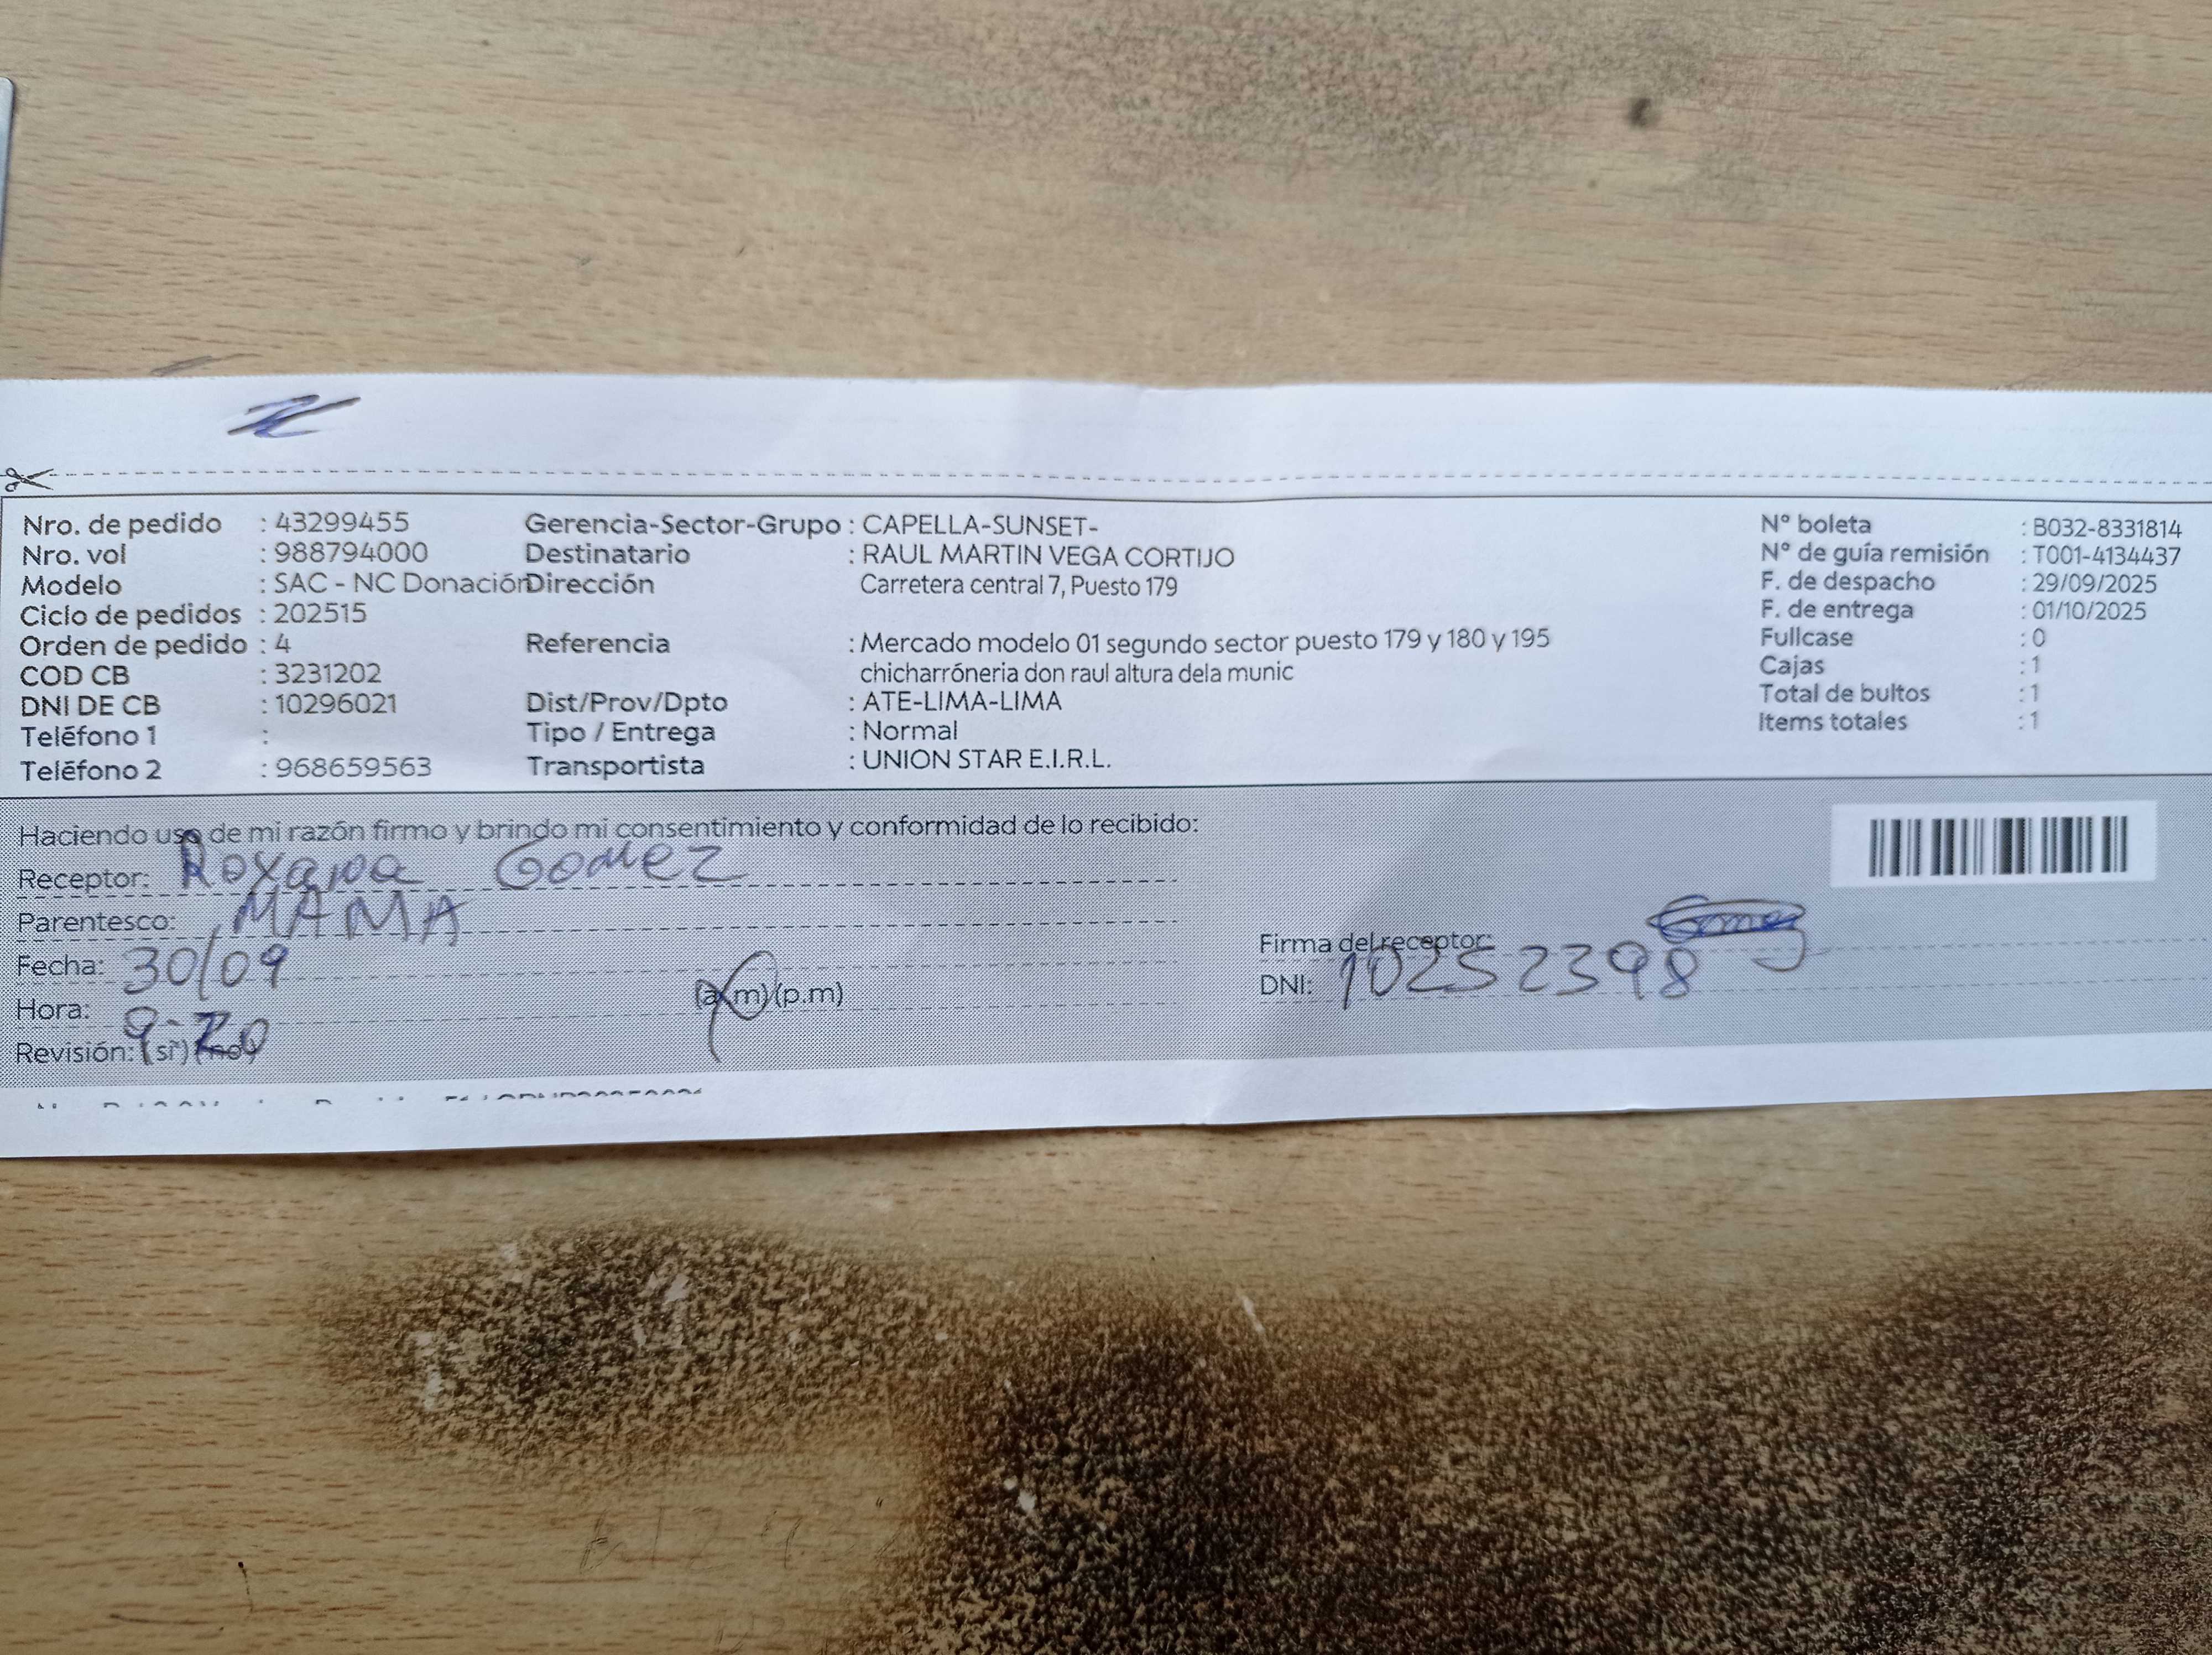 Nro. de pedido : 43299455 Gerencia-Sector-Grupo : CAPELLA-SUNSET- N° boleta : B032-8331814
Nro. vol : 988794000 Destinatario : RAUL MARTIN VEGA CORTIJO N° de guía remisión : T001-4134437
Modelo : SAC - NC Donación Dirección Carretera central 7, Puesto 179 F. de despacho : 29/09/2025
Ciclo de pedidos : 202515 F. de entrega : 01/10/2025
Orden de pedido : 4 Referencia : Mercado modelo 01 segundo sector puesto 179 y 180 y 195 Fullcase : 0
COD CB : 3231202 chicharróneria don raul altura dela munic Cajas : 1
DNI DE CB : 10296021 Dist/Prov/Dpto : ATE-LIMA-LIMA Total de bultos : 1
Teléfono 1 : Tipo / Entrega : Normal Items totales : 1
Teléfono 2 : 968659563 Transportista : UNION STAR E.I.R.L.
Haciendo uso de mi razón firmo y brindo mi consentimiento y conformidad de lo recibido:
Receptor: Roxana Gomez
Parentesco: MAMA
Fecha: 30/09 Firma del receptor: Gomez
Hora: 9-20 (a.m) (p.m) DNI: 10252398
Revisión: (si) (no)